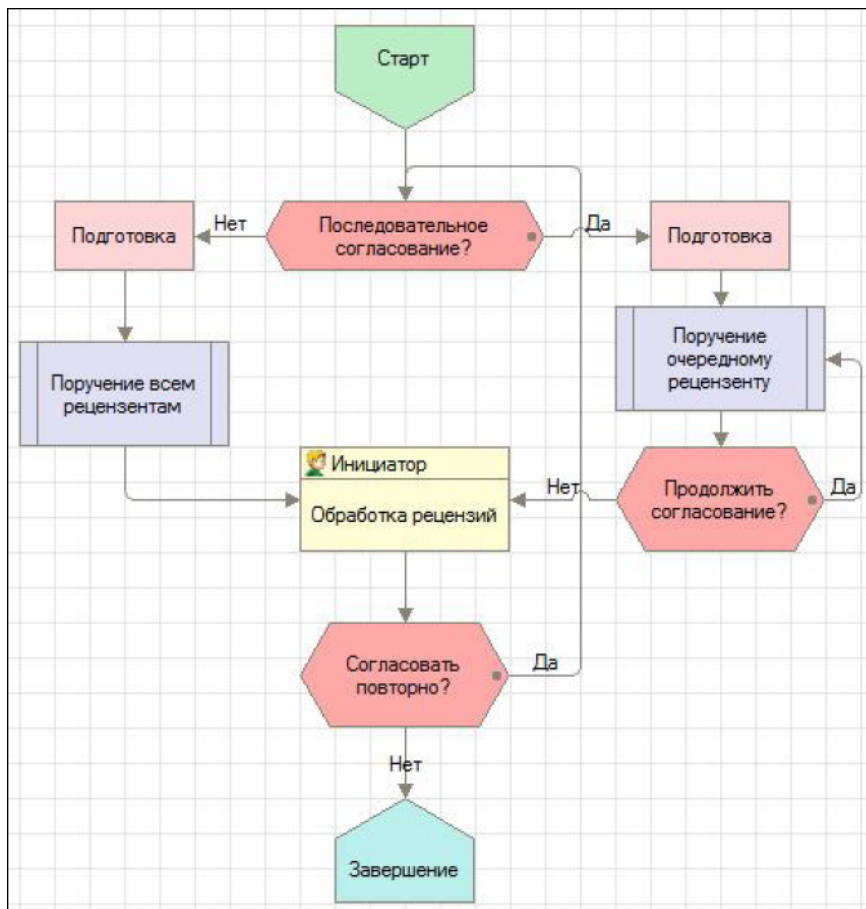 Старт
Последовательное
согласование?
Нет
Да
Подготовка
Подготовка
Поручение всем
рецензентам
Поручение
очередному
рецензенту
Инициатор
Обработка рецензий
Нет
Продолжить
согласование?
Да
Согласовать
повторно?
Да
Нет
Завершение